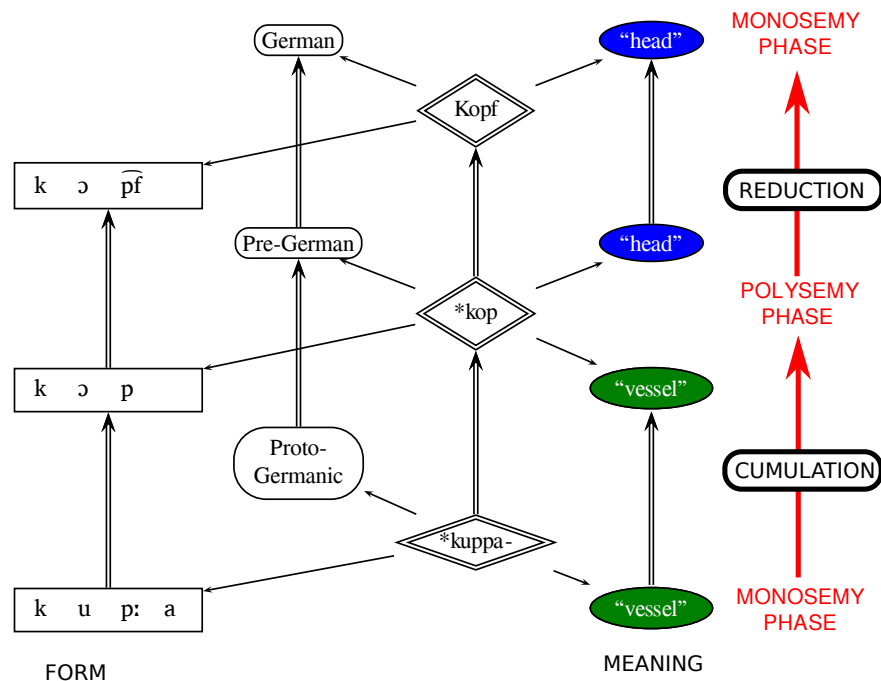 German
“head”
MONOSEMY
PHASE
Kopf
k ɔ p͡f
REDUCTION
Pre-German
“head”
*kop
POLYSEMY
PHASE
k ɔ p
“vessel”
Proto-
Germanic
CUMULATION
*kuppa-
k u pː a
“vessel”
MONOSEMY
PHASE
FORM
MEANING